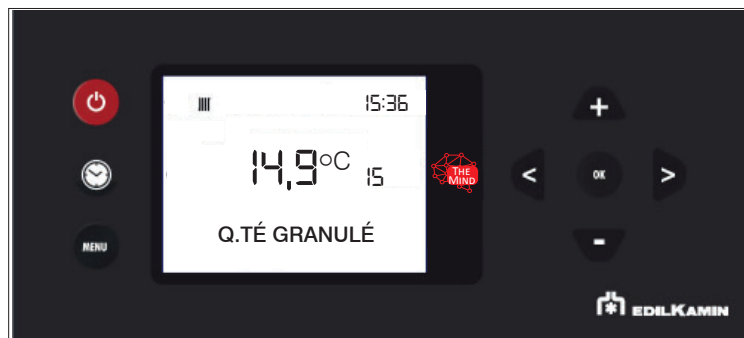 15:36
14,9°C
15
Q.TÉ GRANULÉ
MENU
THE
MIND
+
<
OK
>
-
EDILKAMIN